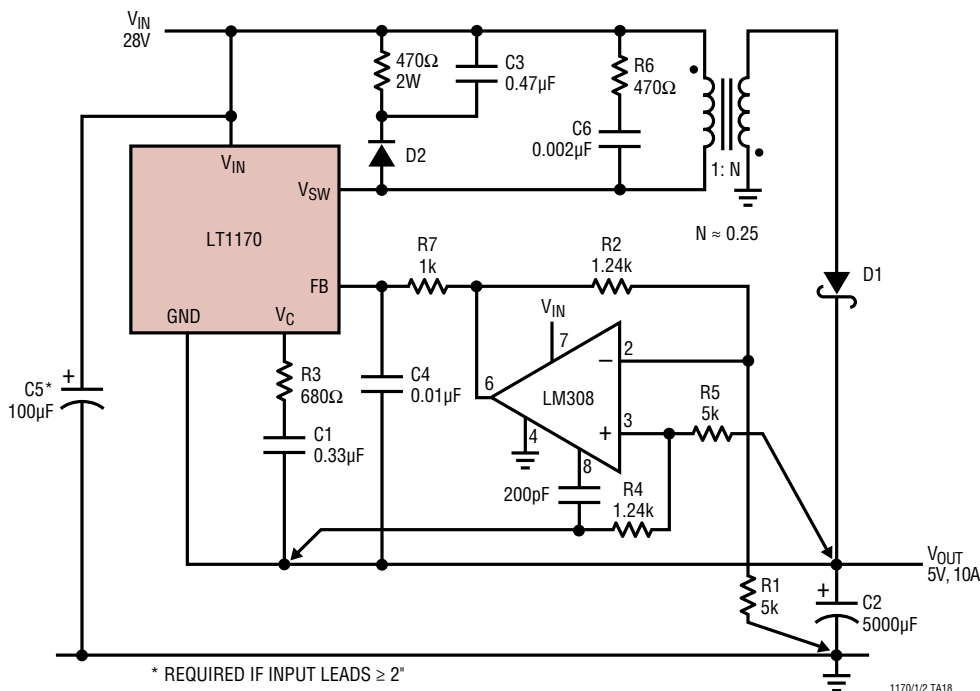 VIN
28V
470Ω
2W
C3
0.47µF
R6
470Ω
C6
0.002µF
D2
1: N
N ≈ 0.25
VIN
VSW
LT1170
FB
GND
VC
R7
1k
R2
1.24k
D1
VIN
7
2
–
6
LM308
3
+
4
8
R5
5k
C5*
100µF
+
R3
680Ω
C4
0.01µF
C1
0.33µF
200pF
R4
1.24k
VOUT
5V, 10A
R1
5k
+
C2
5000µF
* REQUIRED IF INPUT LEADS ≥ 2"
1170/1/2 TA18